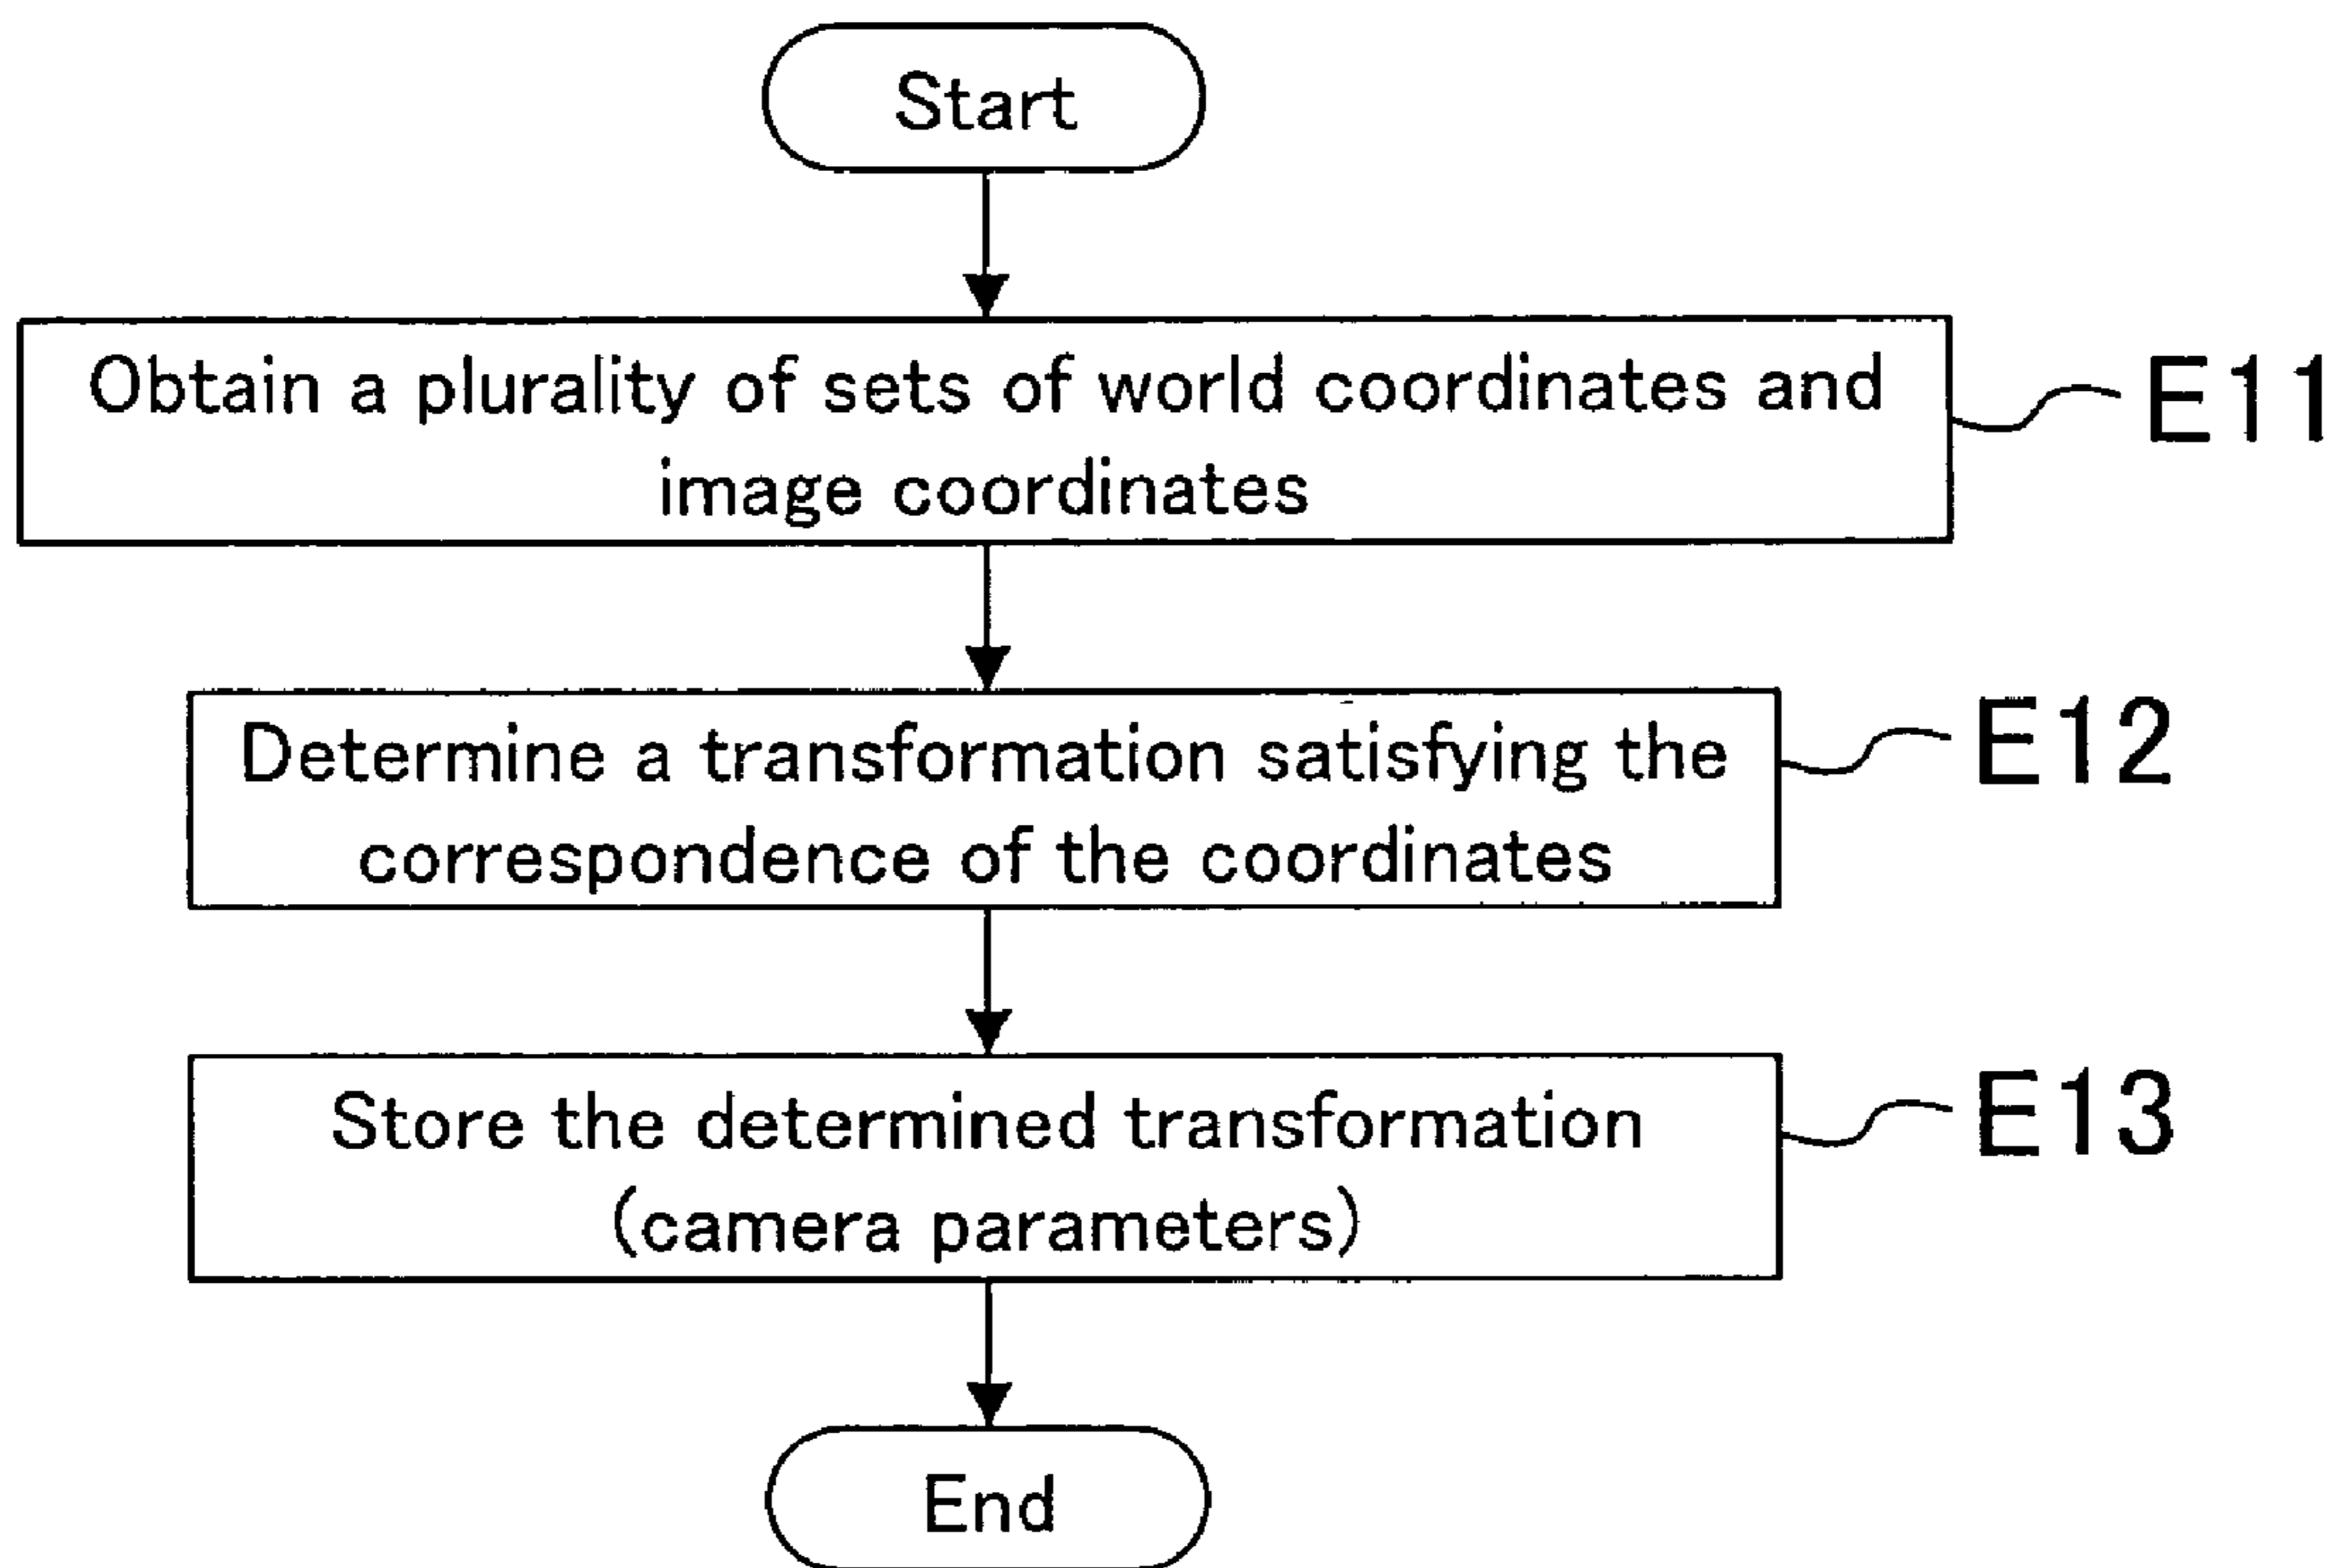 Start
Obtain a plurality of sets of world coordinates and
image coordinates
E11
Determine a transformation satisfying the
correspondence of the coordinates
E12
Store the determined transformation
(camera parameters)
E13
End